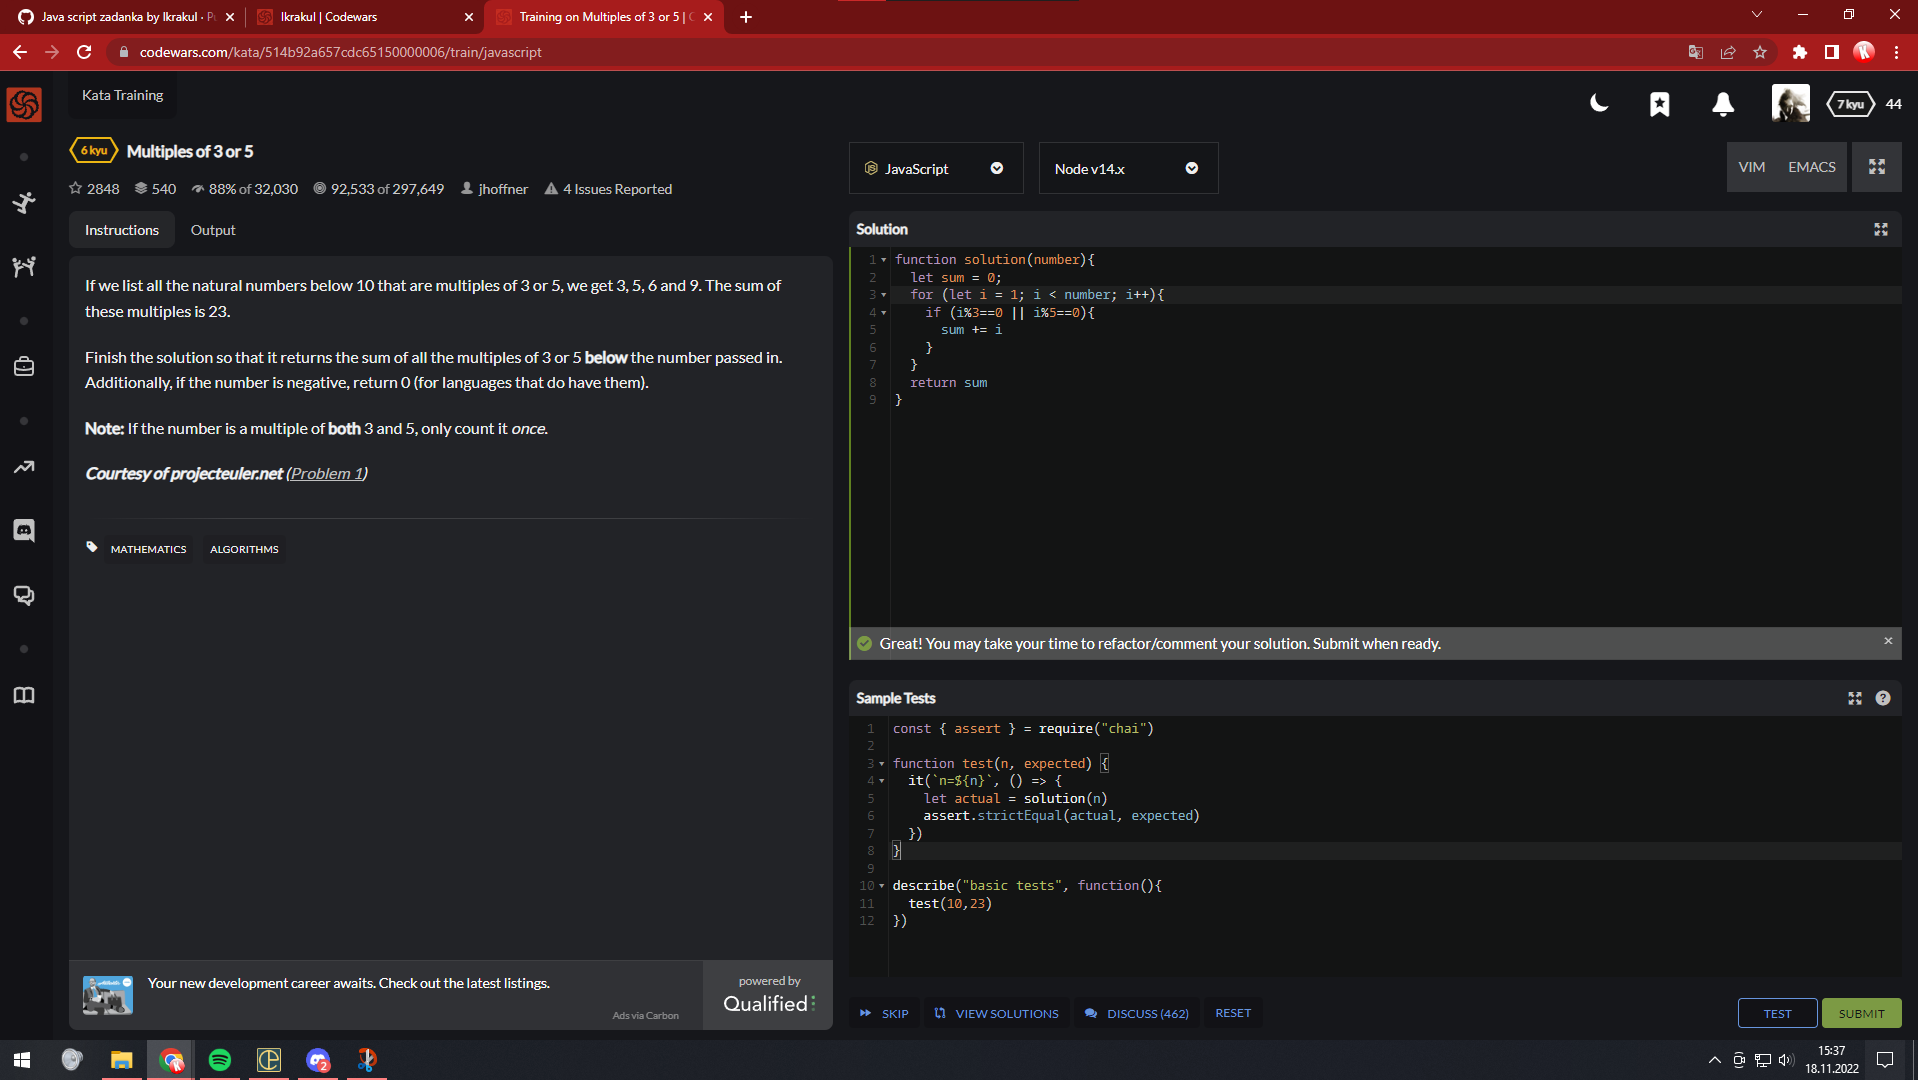 Java script zadanka by Ikrakul · Pu
Ikrakul | Codewars
Training on Multiples of 3 or 5 | C
codewars.com/kata/514b92a657cdc65150000006/train/javascript
Kata Training
7 kyu
44
6 kyu
Multiples of 3 or 5
2848
540
88% of 32,030
92,533 of 297,649
jhoffner
4 Issues Reported
JavaScript
Node v14.x
VIM
EMACS
Instructions
Output
If we list all the natural numbers below 10 that are multiples of 3 or 5, we get 3, 5, 6 and 9. The sum of
these multiples is 23.
Finish the solution so that it returns the sum of all the multiples of 3 or 5 below the number passed in.
Additionally, if the number is negative, return 0 (for languages that do have them).
Note: If the number is a multiple of both 3 and 5, only count it once.
Courtesy of projecteuler.net (Problem 1)
MATHEMATICS
ALGORITHMS
Your new development career awaits. Check out the latest listings.
Ads via Carbon
powered by
Qualified
Solution
1 function solution(number){
2   let sum = 0;
3   for (let i = 1; i < number; i++){
4     if (i%3==0 || i%5==0){
5       sum += i
6     }
7   }
8   return sum
9 }
Great! You may take your time to refactor/comment your solution. Submit when ready.
Sample Tests
1 const { assert } = require("chai")
2
3 function test(n, expected) {
4   it(`n=${n}`, () => {
5     let actual = solution(n)
6     assert.strictEqual(actual, expected)
7   })
8 }
9
10 describe("basic tests", function(){
11   test(10,23)
12 })
SKIP
VIEW SOLUTIONS
DISCUSS (462)
RESET
TEST
SUBMIT
2
15:37
18.11.2022